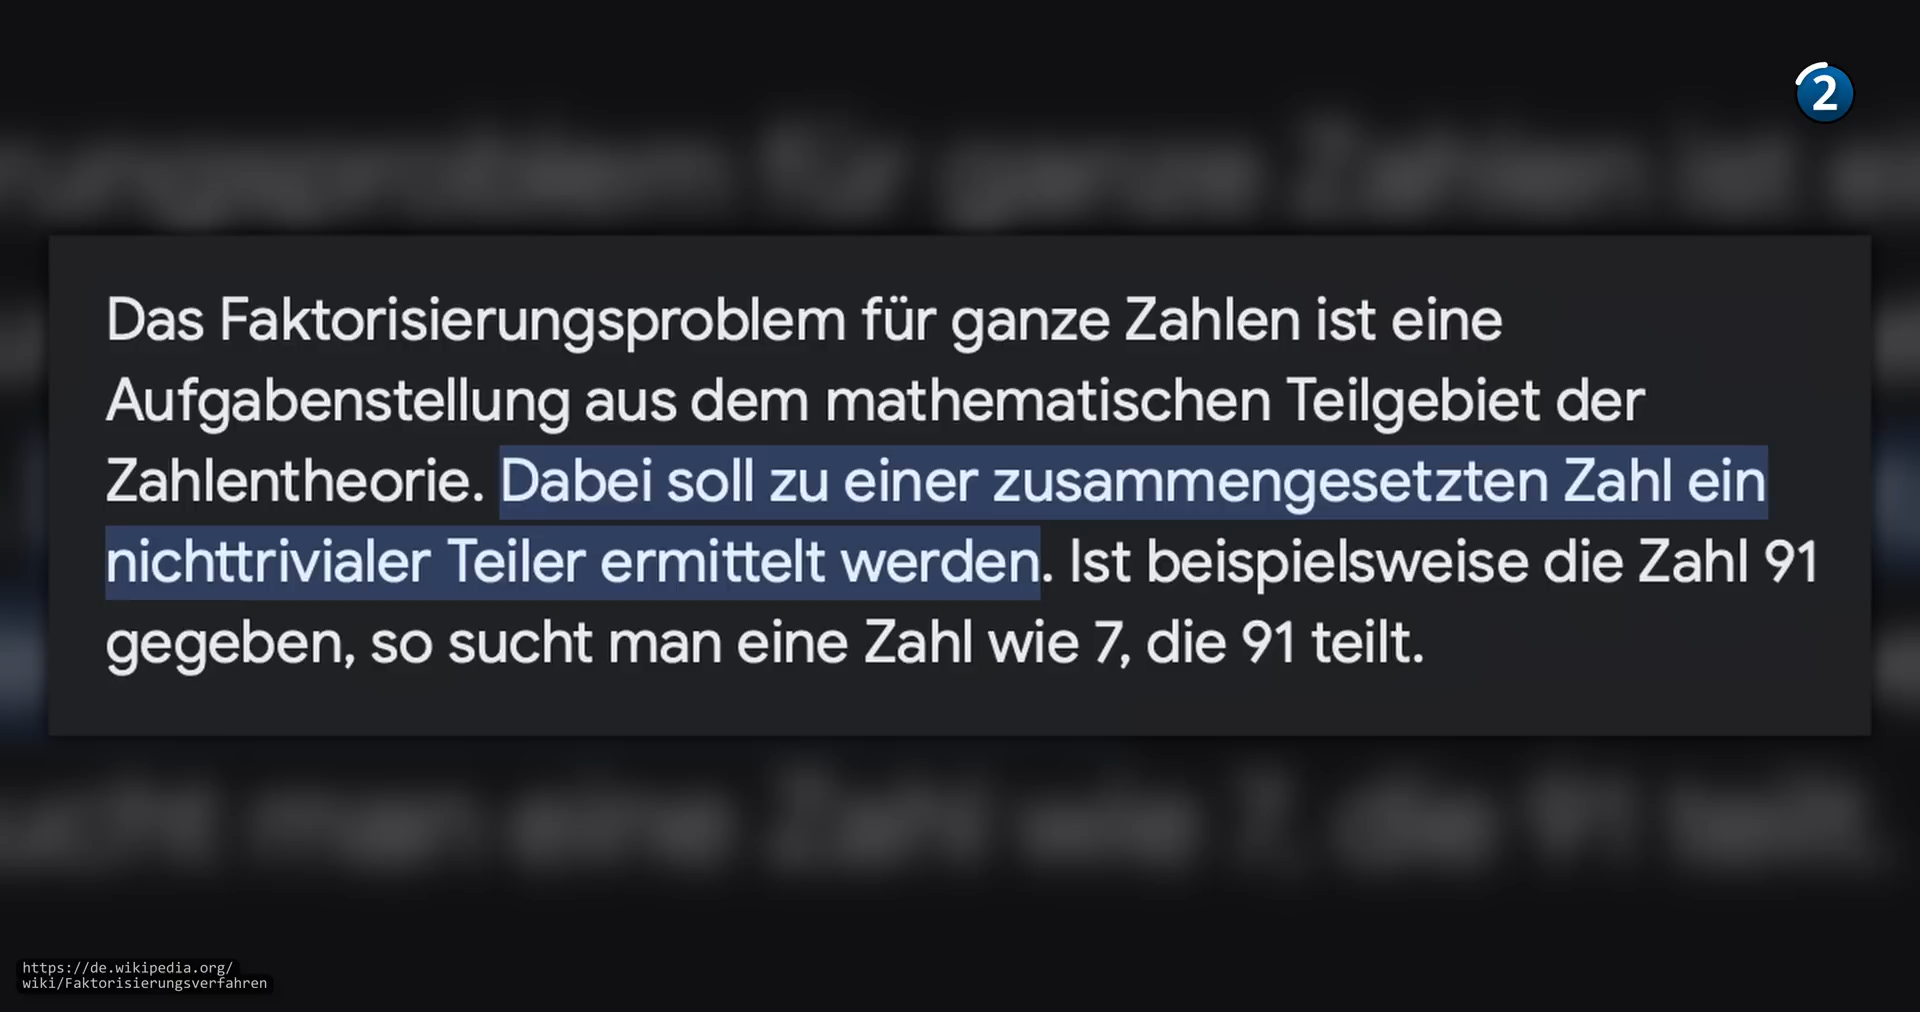 2
Das Faktorisierungsproblem für ganze Zahlen ist eine
Aufgabenstellung aus dem mathematischen Teilgebiet der
Zahlentheorie. Dabei soll zu einer zusammengesetzten Zahl ein
nichttrivialer Teiler ermittelt werden. Ist beispielsweise die Zahl 91
gegeben, so sucht man eine Zahl wie 7, die 91 teilt.
https://de.wikipedia.org/
wiki/Faktorisierungsverfahren